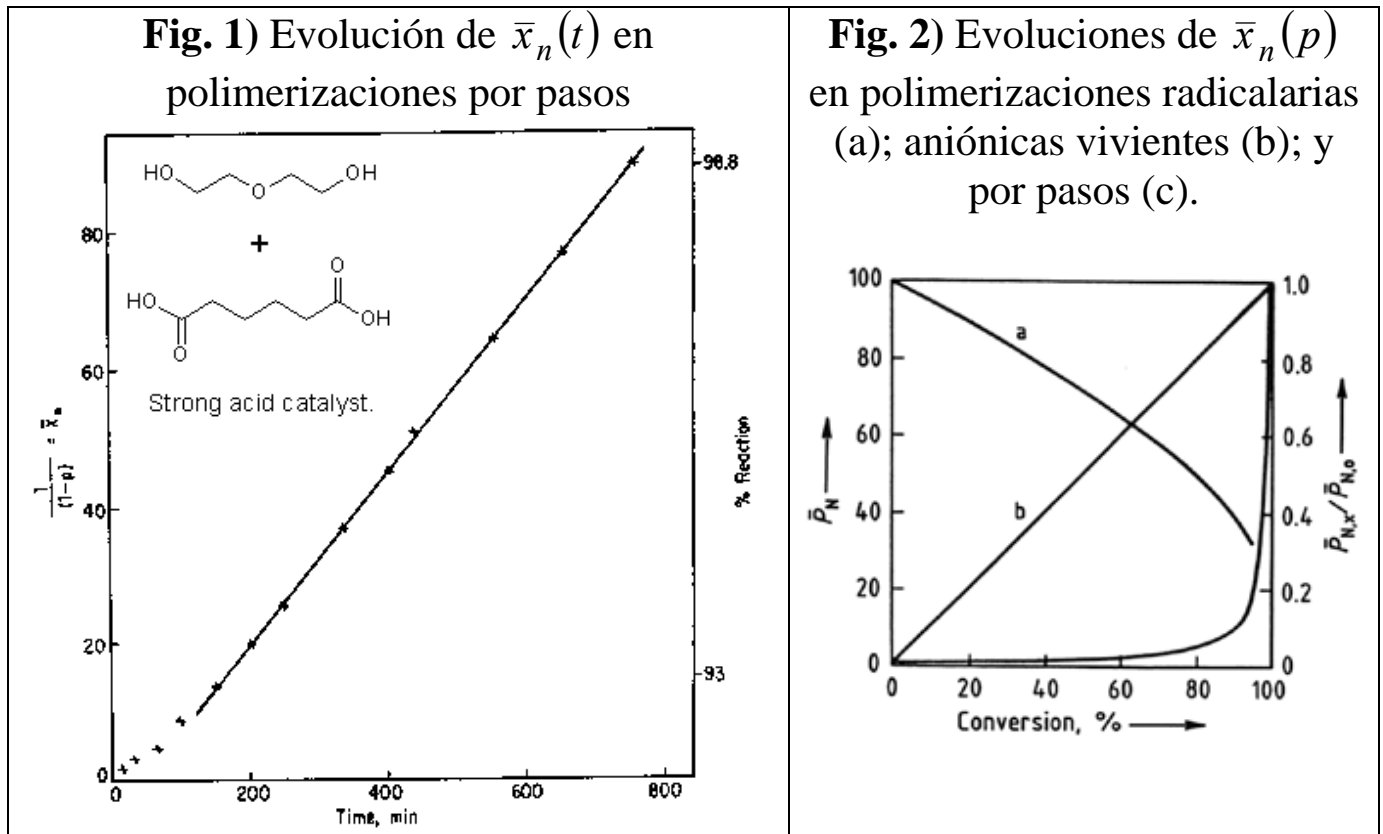 Fig. 1) Evolución de x̄ₙ(t) en
polimerizaciones por pasos
HO
O
OH
+
HO
O
O
OH
Strong acid catalyst.
80
60
40
20
0
1/(1-p) = x̄ₙ
98.8
93
% Reaction
0
200
400
600
800
Time, min
Fig. 2) Evoluciones de x̄ₙ(p)
en polimerizaciones radicalarias
(a); aniónicas vivientes (b); y
por pasos (c).
100
80
60
40
20
0
P̄N
a
b
1.0
0.8
0.6
0.4
0.2
0
P̄N,x/P̄N,o
0
20
40
60
80
100
Conversion, %